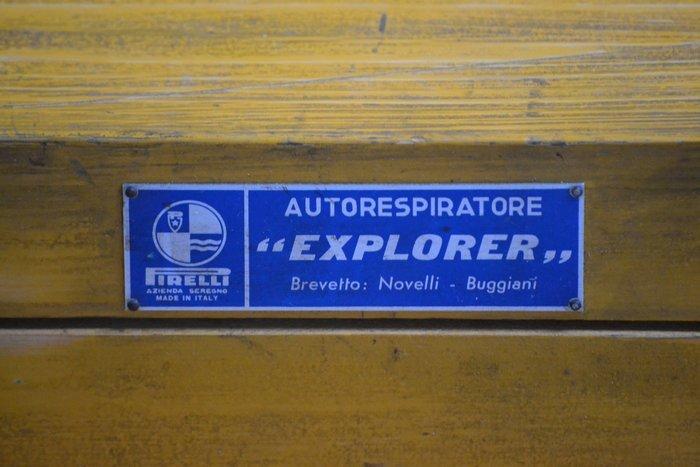 PIRELLI
AZIENDA SEREGNO
MADE IN ITALY
AUTORESPIRATORE
“EXPLORER„
Brevetto: Novelli - Buggiani